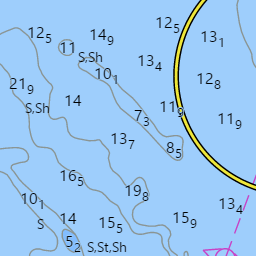 12₅ 14₉ 12₅ 13₁
11 S,Sh
13₄
10₁ 12₈
21₉
S,Sh 14 11₉
7₃ 11₉
13₇
8₅
16₅
19₈
10₁ 13₄
S 14 15₅ 15₉
5₂ S,St,Sh